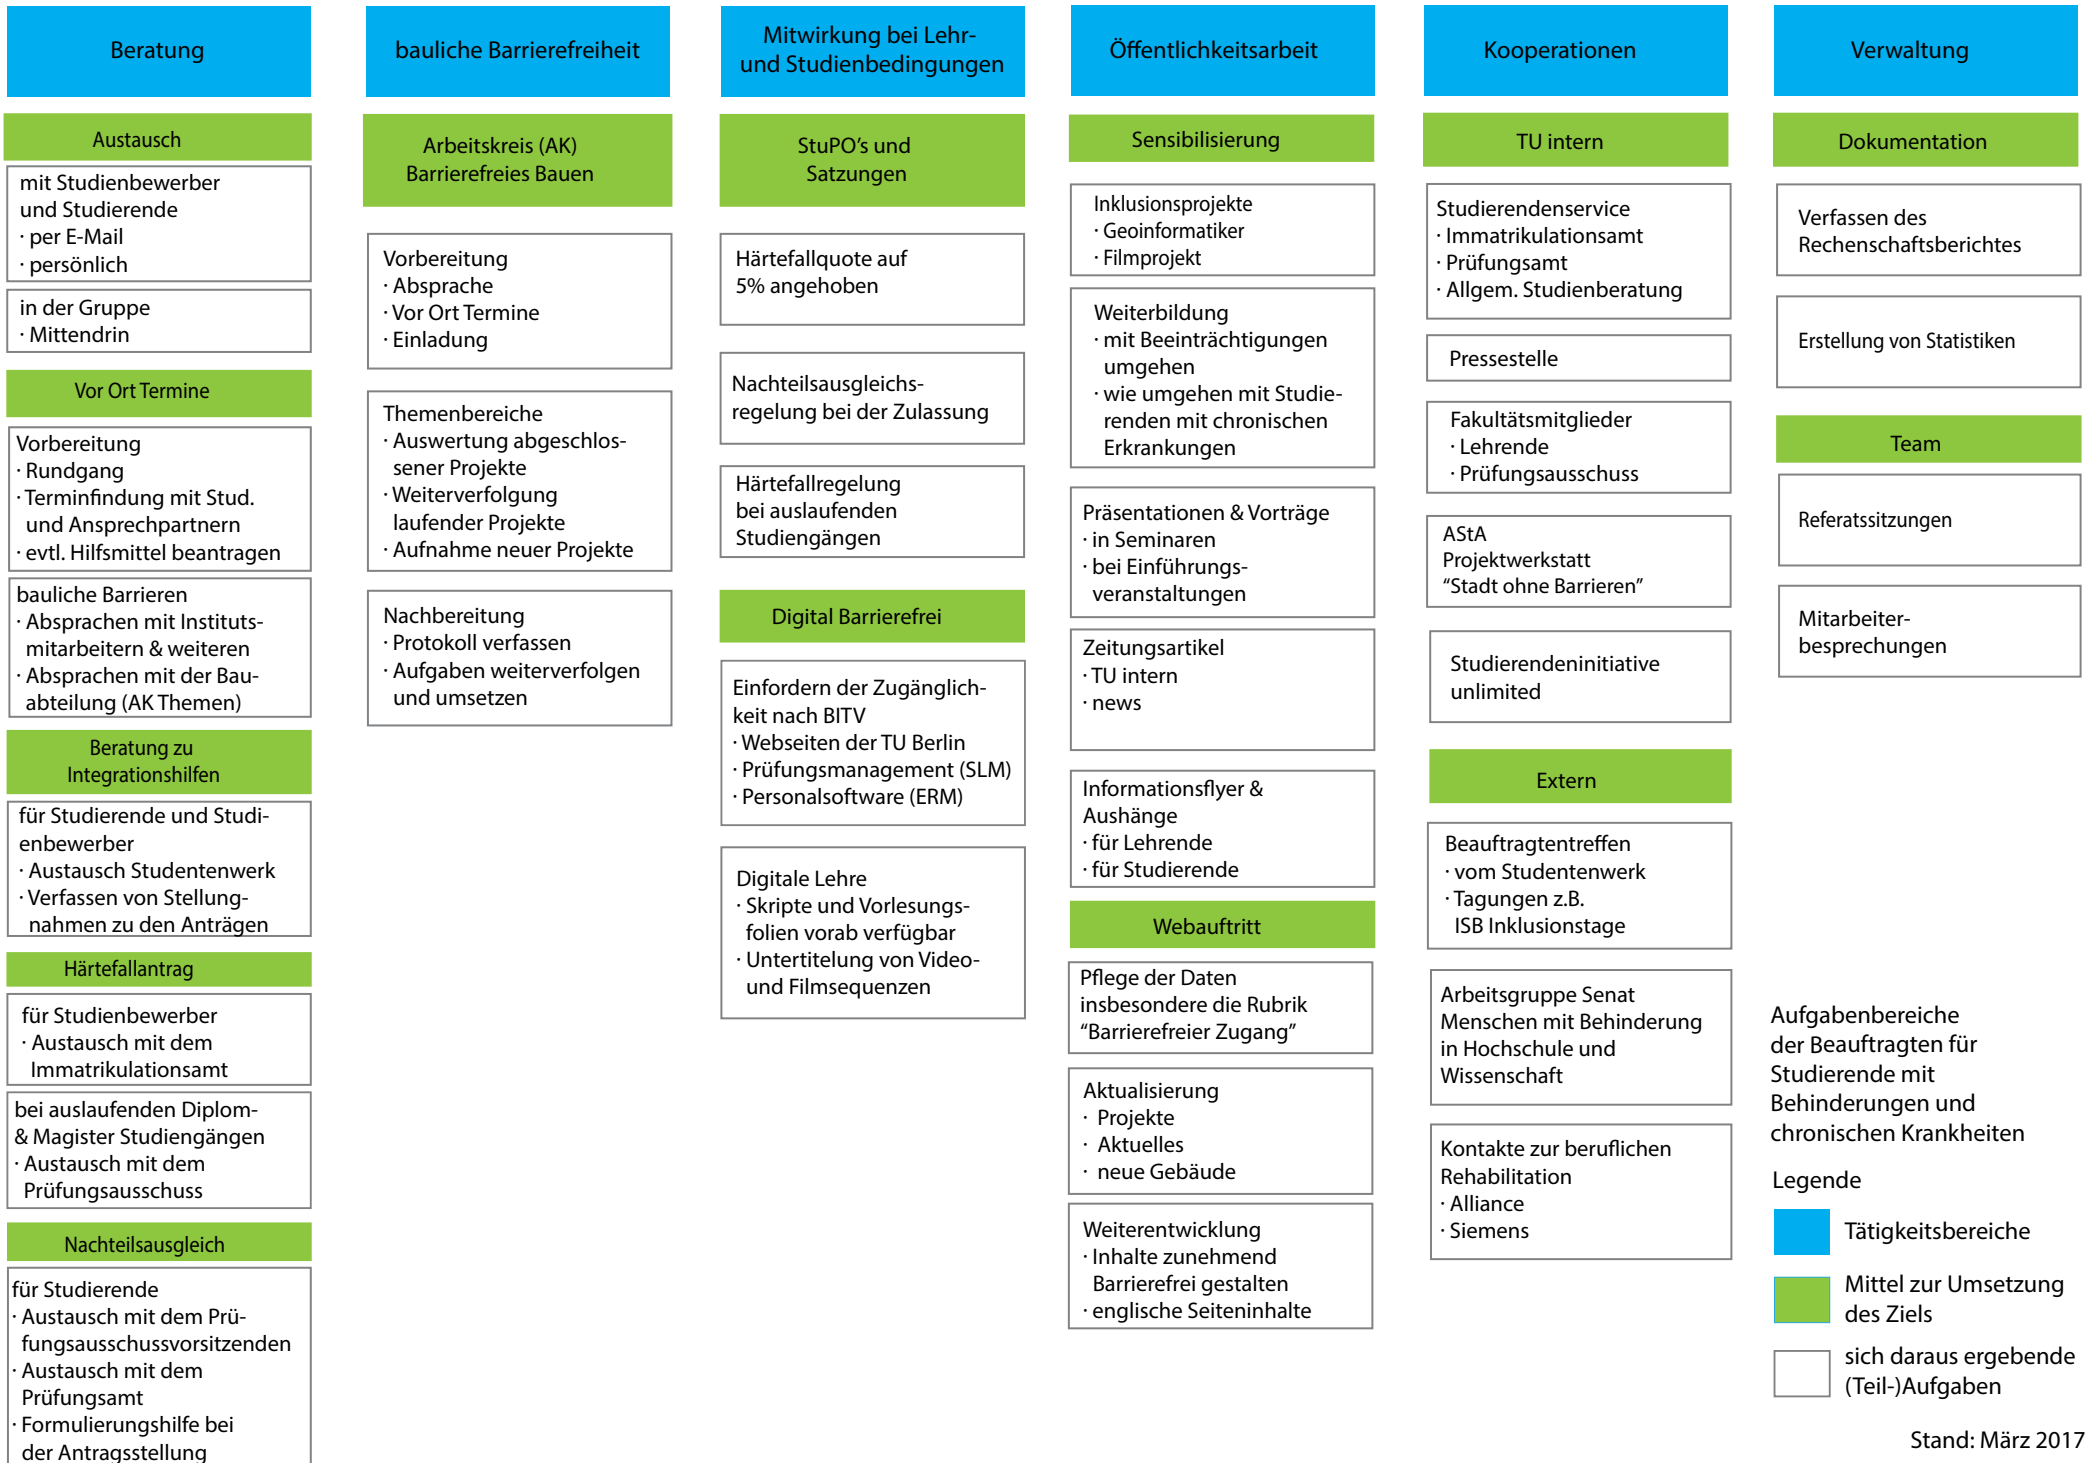 Beratung
Austausch
mit Studienbewerber
und Studierende
· per E-Mail
· persönlich
in der Gruppe
· Mittendrin
Vor Ort Termine
Vorbereitung
· Rundgang
· Terminfindung mit Stud.
und Ansprechpartnern
· evtl. Hilfsmittel beantragen
bauliche Barrieren
· Absprachen mit Instituts-
mitarbeitern & weiteren
· Absprachen mit der Bau-
abteilung (AK Themen)
Beratung zu
Integrationshilfen
für Studierende und Studi-
enbewerber
· Austausch Studentenwerk
· Verfassen von Stellung-
nahmen zu den Anträgen
Härtefallantrag
für Studienbewerber
· Austausch mit dem
Immatrikulationsamt
bei auslaufenden Diplom-
& Magister Studiengängen
· Austausch mit dem
Prüfungsausschuss
Nachteilsausgleich
für Studierende
· Austausch mit dem Prü-
fungsausschussvorsitzenden
· Austausch mit dem
Prüfungsamt
· Formulierungshilfe bei
der Antragsstellung
bauliche Barrierefreiheit
Arbeitskreis (AK)
Barrierefreies Bauen
Vorbereitung
· Absprache
· Vor Ort Termine
· Einladung
Themenbereiche
· Auswertung abgeschlos-
sener Projekte
· Weiterverfolgung
laufender Projekte
· Aufnahme neuer Projekte
Nachbereitung
· Protokoll verfassen
· Aufgaben weiterverfolgen
und umsetzen
Mitwirkung bei Lehr-
und Studienbedingungen
StuPO's und
Satzungen
Härtefallquote auf
5% angehoben
Nachteilsausgleichs-
regelung bei der Zulassung
Härtefallregelung
bei auslaufenden
Studiengängen
Digital Barrierefrei
Einfordern der Zugänglich-
keit nach BITV
· Webseiten der TU Berlin
· Prüfungsmanagement (SLM)
· Personalsoftware (ERM)
Digitale Lehre
· Skripte und Vorlesungs-
folien vorab verfügbar
· Untertitelung von Video-
und Filmsequenzen
Öffentlichkeitsarbeit
Sensibilisierung
Inklusionsprojekte
· Geoinformatiker
· Filmprojekt
Weiterbildung
· mit Beeinträchtigungen
umgehen
· wie umgehen mit Studie-
renden mit chronischen
Erkrankungen
Präsentationen & Vorträge
· in Seminaren
· bei Einführungs-
veranstaltungen
Zeitungsartikel
· TU intern
· news
Informationsflyer &
Aushänge
· für Lehrende
· für Studierende
Webauftritt
Pflege der Daten
insbesondere die Rubrik
“Barrierefreier Zugang”
Aktualisierung
· Projekte
· Aktuelles
· neue Gebäude
Weiterentwicklung
· Inhalte zunehmend
Barrierefrei gestalten
· englische Seiteninhalte
Kooperationen
TU intern
Studierendenservice
· Immatrikulationsamt
· Prüfungsamt
· Allgem. Studienberatung
Pressestelle
Fakultätsmitglieder
· Lehrende
· Prüfungsausschuss
AStA
Projektwerkstatt
“Stadt ohne Barrieren”
Studierendeninitiative
unlimited
Extern
Beauftragtentreffen
· vom Studentenwerk
· Tagungen z.B.
ISB Inklusionstage
Arbeitsgruppe Senat
Menschen mit Behinderung
in Hochschule und
Wissenschaft
Kontakte zur beruflichen
Rehabilitation
· Alliance
· Siemens
Verwaltung
Dokumentation
Verfassen des
Rechenschaftsberichtes
Erstellung von Statistiken
Team
Referatssitzungen
Mitarbeiter-
besprechungen
Aufgabenbereiche
der Beauftragten für
Studierende mit
Behinderungen und
chronischen Krankheiten
Legende
Tätigkeitsbereiche
Mittel zur Umsetzung
des Ziels
sich daraus ergebende
(Teil-)Aufgaben
Stand: März 2017